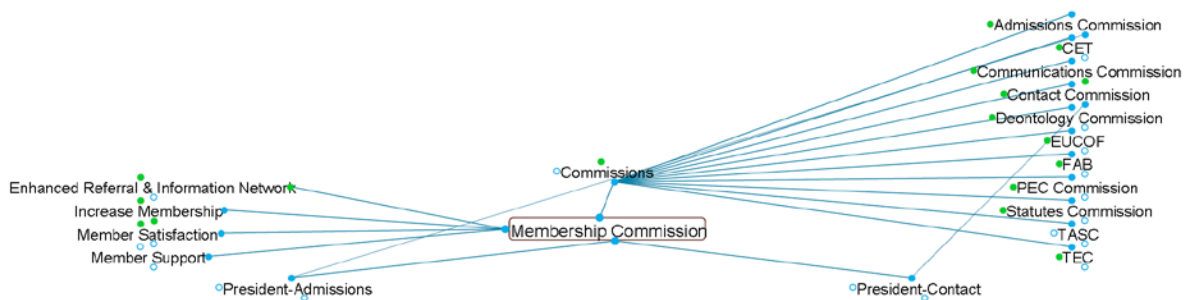 Admissions Commission
CET
Communications Commission
Contact Commission
Deontology Commission
EUCOF
Commissions
FAB
Enhanced Referral & Information Network
PEC Commission
Increase Membership
Statutes Commission
Membership Commission
Member Satisfaction
TASC
Member Support
TEC
President-Admissions
President-Contact